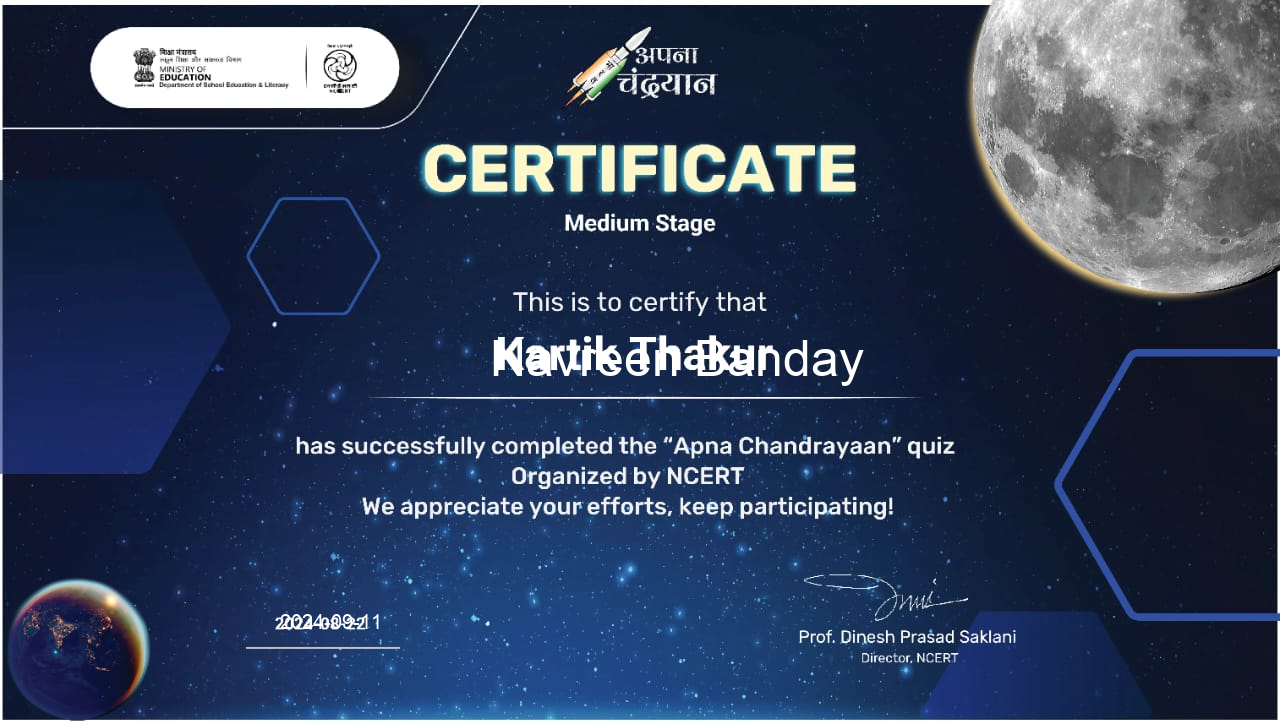 शिक्षा मंत्रालय
स्कूल शिक्षा और साक्षरता विभाग
MINISTRY OF
EDUCATION
Department of School Education & Literacy
NCERT
अपना
चंद्रयान
CERTIFICATE
Medium Stage
This is to certify that
Kartik Thakur
Navreen Banday
has successfully completed the “Apna Chandrayaan” quiz
Organized by NCERT
We appreciate your efforts, keep participating!
2024-09-11
Prof. Dinesh Prasad Saklani
Director, NCERT